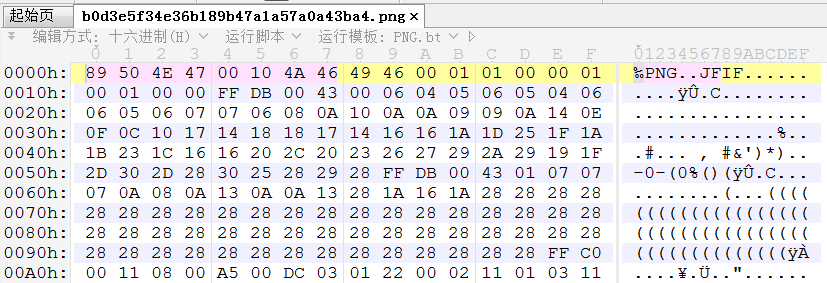 起始页 b0d3e5f34e36b189b47a1a57a0a43ba4.png ×
编辑方式: 十六进制(H) 运行脚本 运行模板: PNG.bt
0 1 2 3 4 5 6 7 8 9 A B C D E F 0123456789ABCDEF
0000h: 89 50 4E 47 00 10 4A 46 49 46 00 01 01 00 00 01 ‰PNG..JFIF......
0010h: 00 01 00 00 FF DB 00 43 00 06 04 05 06 05 04 06 ....ÿÛ.C........
0020h: 06 05 06 07 07 06 08 0A 10 0A 0A 09 09 0A 14 0E ................
0030h: 0F 0C 10 17 14 18 18 17 14 16 16 1A 1D 25 1F 1A .............%..
0040h: 1B 23 1C 16 16 20 2C 20 23 26 27 29 2A 29 19 1F .#... , #&')*)..
0050h: 2D 30 2D 28 30 25 28 29 28 FF DB 00 43 01 07 07 -0-(0%()(ÿÛ.C...
0060h: 07 0A 08 0A 13 0A 0A 13 28 1A 16 1A 28 28 28 28 ........(...((((
0070h: 28 28 28 28 28 28 28 28 28 28 28 28 28 28 28 28 ((((((((((((((((
0080h: 28 28 28 28 28 28 28 28 28 28 28 28 28 28 28 28 ((((((((((((((((
0090h: 28 28 28 28 28 28 28 28 28 28 28 28 28 28 FF C0 ((((((((((((((ÿÀ
00A0h: 00 11 08 00 A5 00 DC 03 01 22 00 02 11 01 03 11 ....¥.Ü.."......